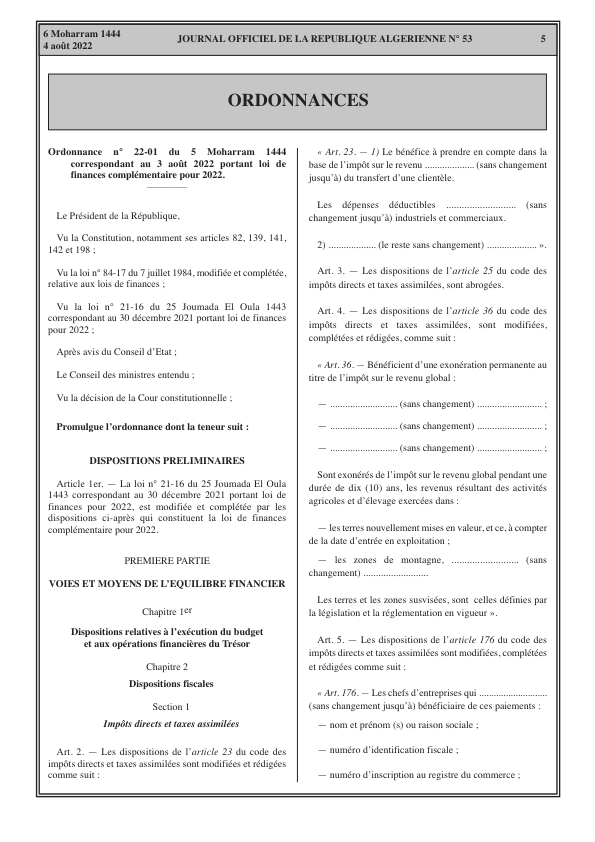 6 Moharram 1444
4 août 2022
JOURNAL OFFICIEL DE LA REPUBLIQUE ALGERIENNE N° 53
5
ORDONNANCES
Ordonnance n° 22-01 du 5 Moharram 1444
correspondant au 3 août 2022 portant loi de
finances complémentaire pour 2022.
————
Le Président de la République,
Vu la Constitution, notamment ses articles 82, 139, 141,
142 et 198 ;
Vu la loi n° 84-17 du 7 juillet 1984, modifiée et complétée,
relative aux lois de finances ;
Vu la loi n° 21-16 du 25 Joumada El Oula 1443
correspondant au 30 décembre 2021 portant loi de finances
pour 2022 ;
Après avis du Conseil d'Etat ;
Le Conseil des ministres entendu ;
Vu la décision de la Cour constitutionnelle ;
Promulgue l'ordonnance dont la teneur suit :
DISPOSITIONS PRELIMINAIRES
Article 1er. — La loi n° 21-16 du 25 Joumada El Oula
1443 correspondant au 30 décembre 2021 portant loi de
finances pour 2022, est modifiée et complétée par les
dispositions ci-après qui constituent la loi de finances
complémentaire pour 2022.
PREMIERE PARTIE
VOIES ET MOYENS DE L'EQUILIBRE FINANCIER
Chapitre 1er
Dispositions relatives à l'exécution du budget
et aux opérations financières du Trésor
Chapitre 2
Dispositions fiscales
Section 1
Impôts directs et taxes assimilées
Art. 2. — Les dispositions de l'article 23 du code des
impôts directs et taxes assimilées sont modifiées et rédigées
comme suit :
« Art. 23. — 1) Le bénéfice à prendre en compte dans la
base de l'impôt sur le revenu .................... (sans changement
jusqu'à) du transfert d'une clientèle.
Les dépenses déductibles .......................... (sans
changement jusqu'à) industriels et commerciaux.
2) ................... (le reste sans changement) .................... ».
Art. 3. — Les dispositions de l'article 25 du code des
impôts directs et taxes assimilées, sont abrogées.
Art. 4. — Les dispositions de l'article 36 du code des
impôts directs et taxes assimilées, sont modifiées,
complétées et rédigées, comme suit :
« Art. 36. — Bénéficient d'une exonération permanente au
titre de l'impôt sur le revenu global :
— ........................... (sans changement) .......................... ;
— ........................... (sans changement) .......................... ;
— ........................... (sans changement) .......................... ;
Sont exonérés de l'impôt sur le revenu global pendant une
durée de dix (10) ans, les revenus résultant des activités
agricoles et d'élevage exercées dans :
— les terres nouvellement mises en valeur, et ce, à compter
de la date d'entrée en exploitation ;
— les zones de montagne, ......................... (sans
changement) ..........................
Les terres et les zones susvisées, sont celles définies par
la législation et la réglementation en vigueur ».
Art. 5. — Les dispositions de l'article 176 du code des
impôts directs et taxes assimilées sont modifiées, complétées
et rédigées comme suit :
« Art. 176. — Les chefs d'entreprises qui ...........................
(sans changement jusqu'à) bénéficiaire de ces paiements :
— nom et prénom (s) ou raison sociale ;
— numéro d'identification fiscale ;
— numéro d'inscription au registre du commerce ;